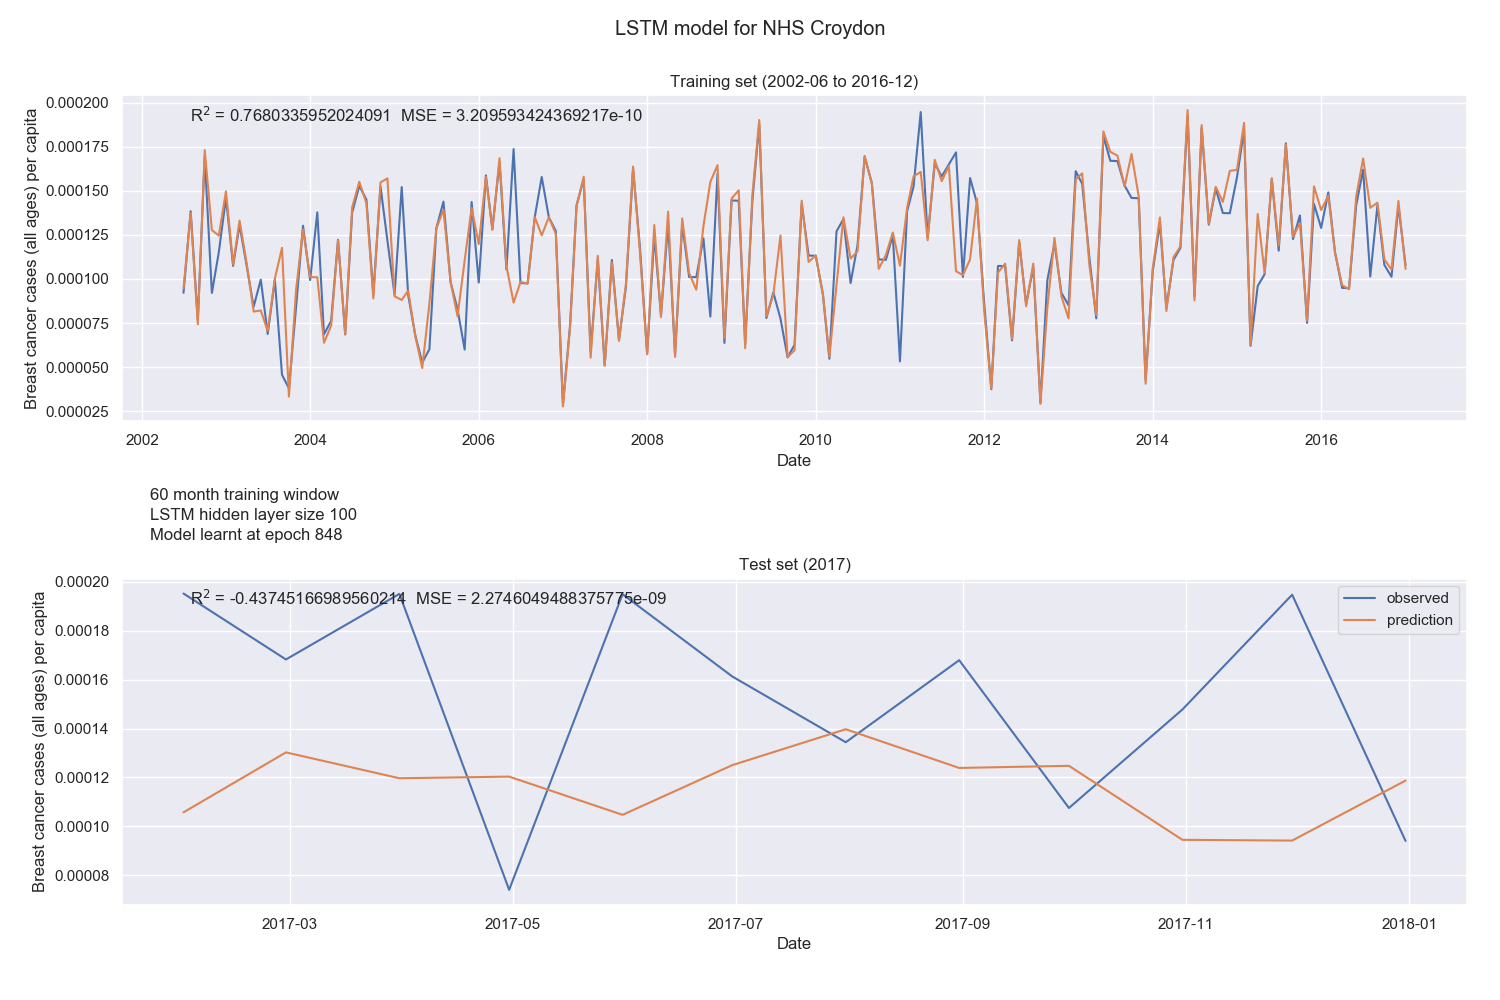 LSTM model for NHS Croydon
Training set (2002-06 to 2016-12)
R² = 0.7680335952024091 MSE = 3.209593424369217e-10
Breast cancer cases (all ages) per capita
0.000200
0.000175
0.000150
0.000125
0.000100
0.000075
0.000050
0.000025
2002 2004 2006 2008 2010 2012 2014 2016
Date
60 month training window
LSTM hidden layer size 100
Model learnt at epoch 848
Test set (2017)
R² = -0.43745166989560214 MSE = 2.2746049488375775e-09
observed
prediction
Breast cancer cases (all ages) per capita
0.00020
0.00018
0.00016
0.00014
0.00012
0.00010
0.00008
2017-03 2017-05 2017-07 2017-09 2017-11 2018-01
Date